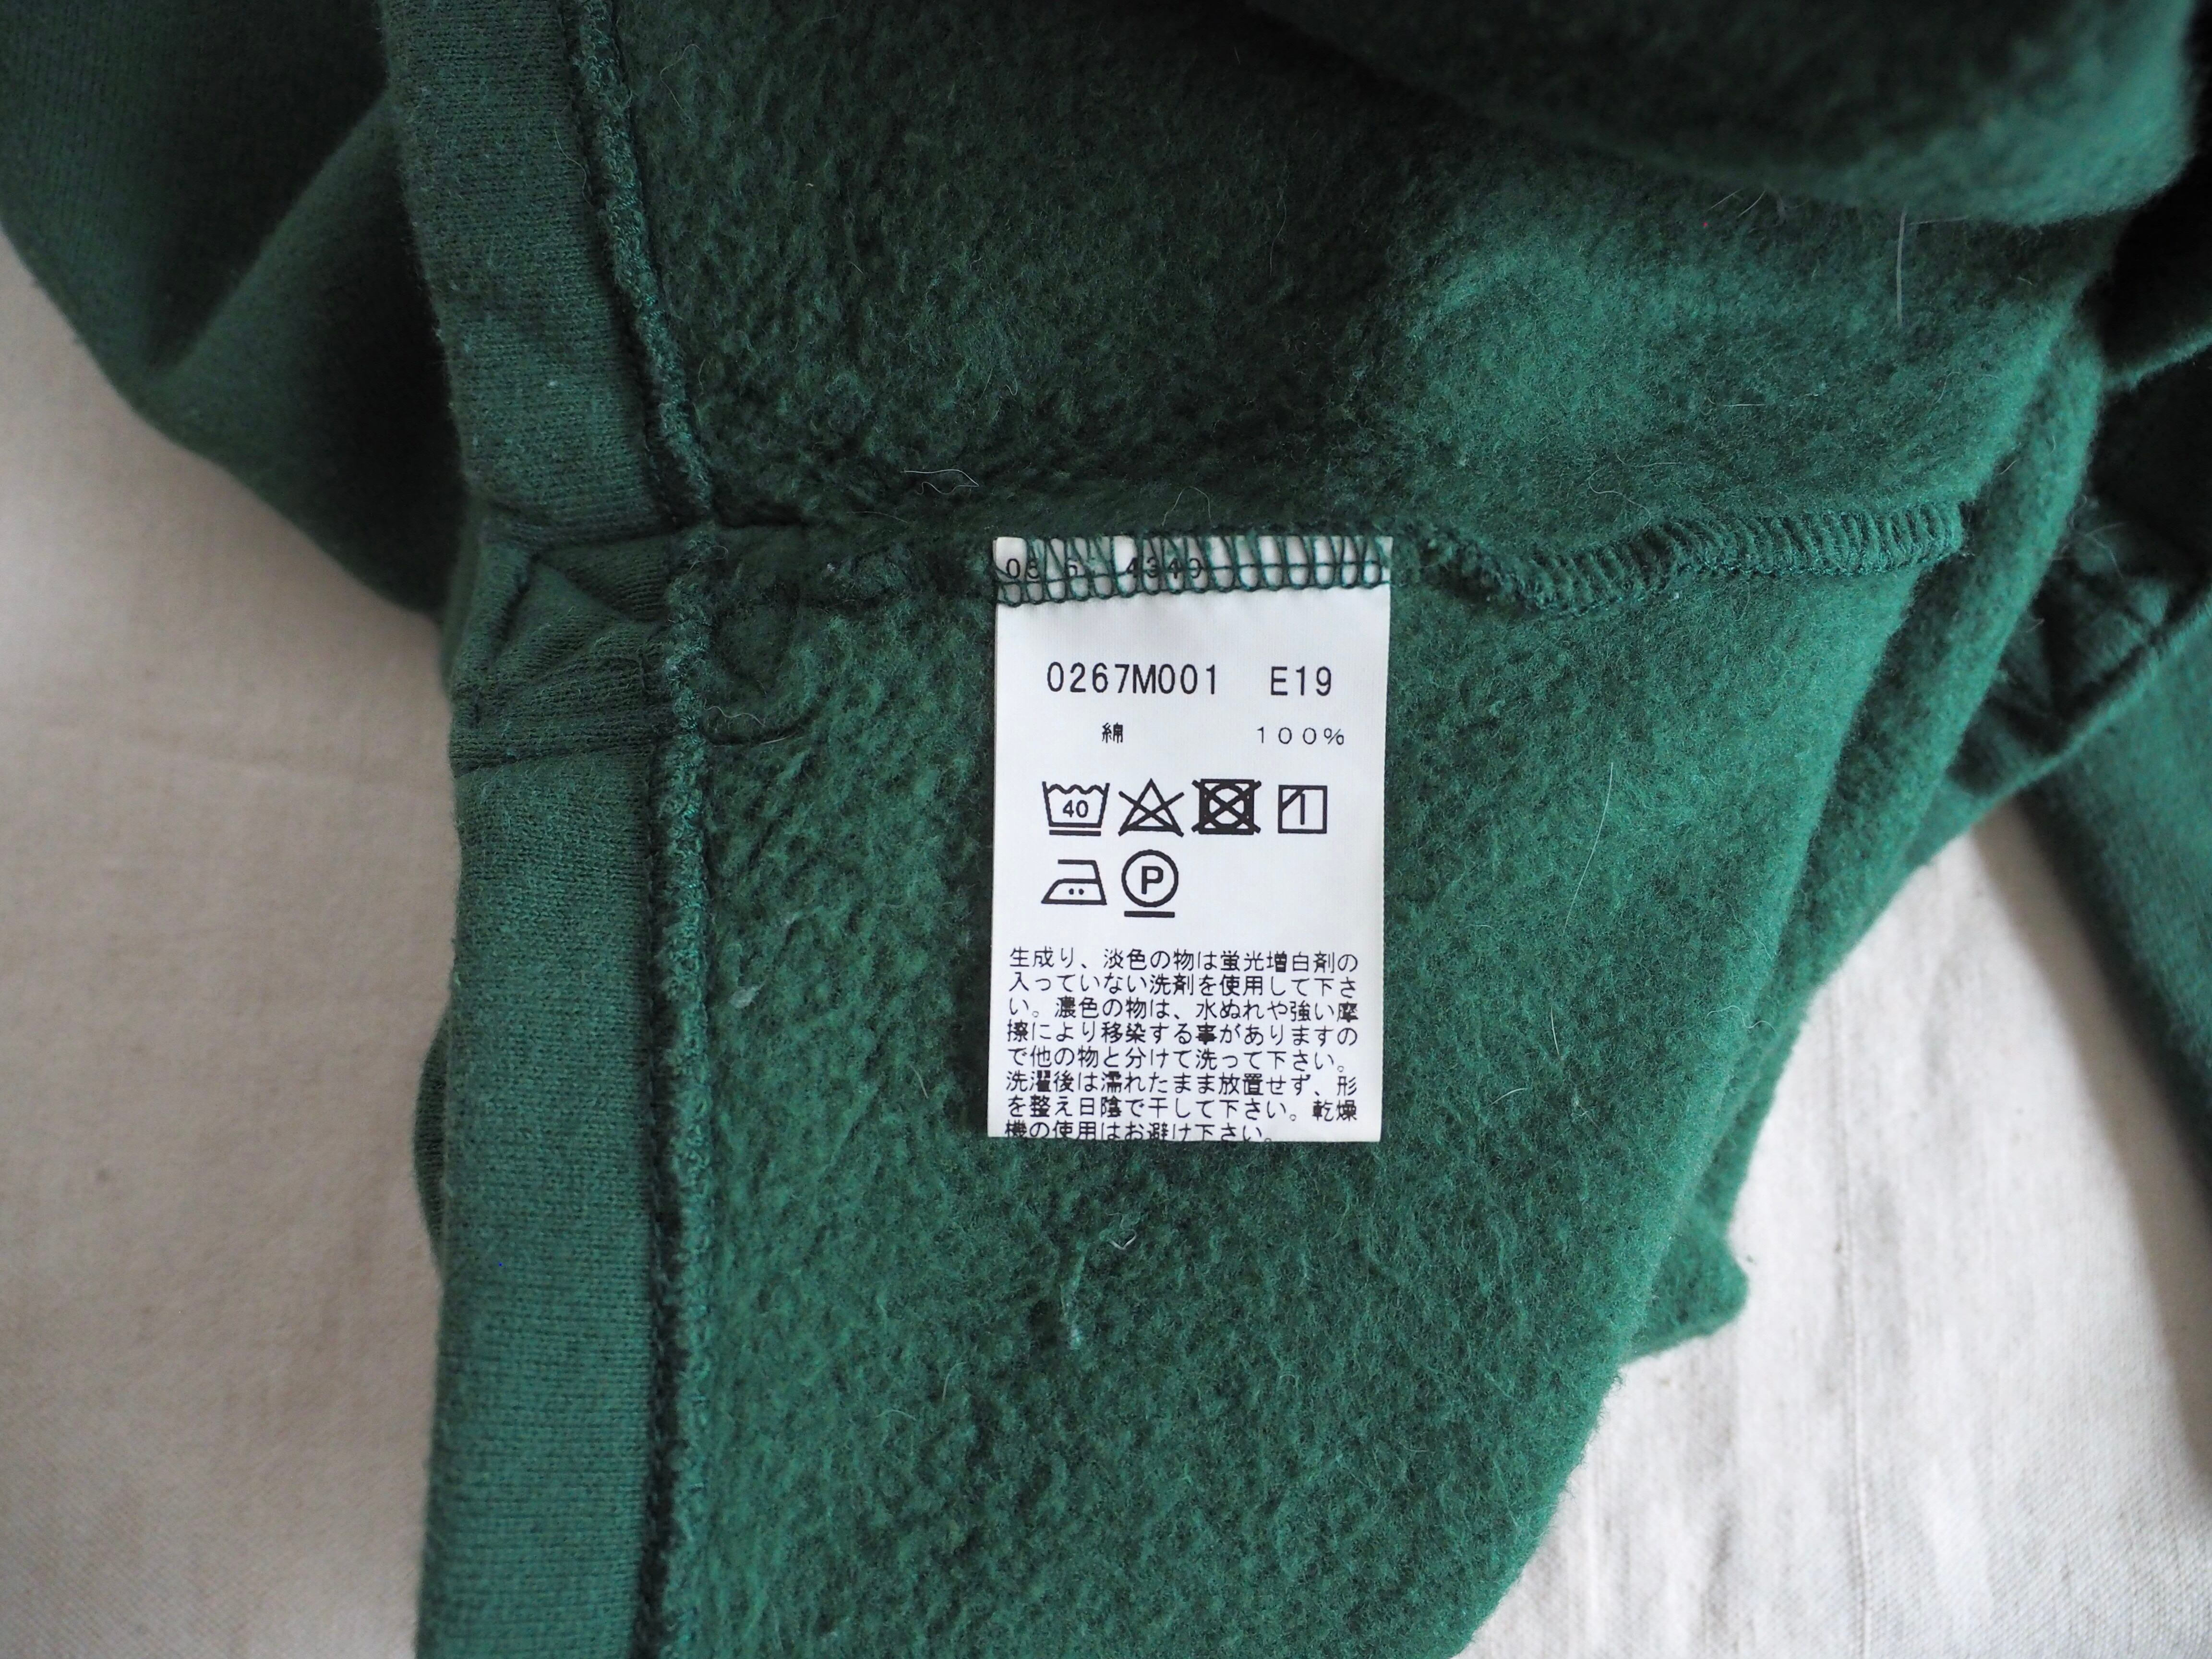 0267M001 E19
綿 100%
40
P
生成り、淡色の物は蛍光増白剤の
入っていない洗剤を使用して下さ
い。濃色の物は、水ぬれや強い摩
擦により移染する事がありますの
で他の物と分けて洗って下さい。
洗濯後は濡れたまま放置せず、形
を整え日陰で干して下さい。乾燥
機の使用はお避け下さい。